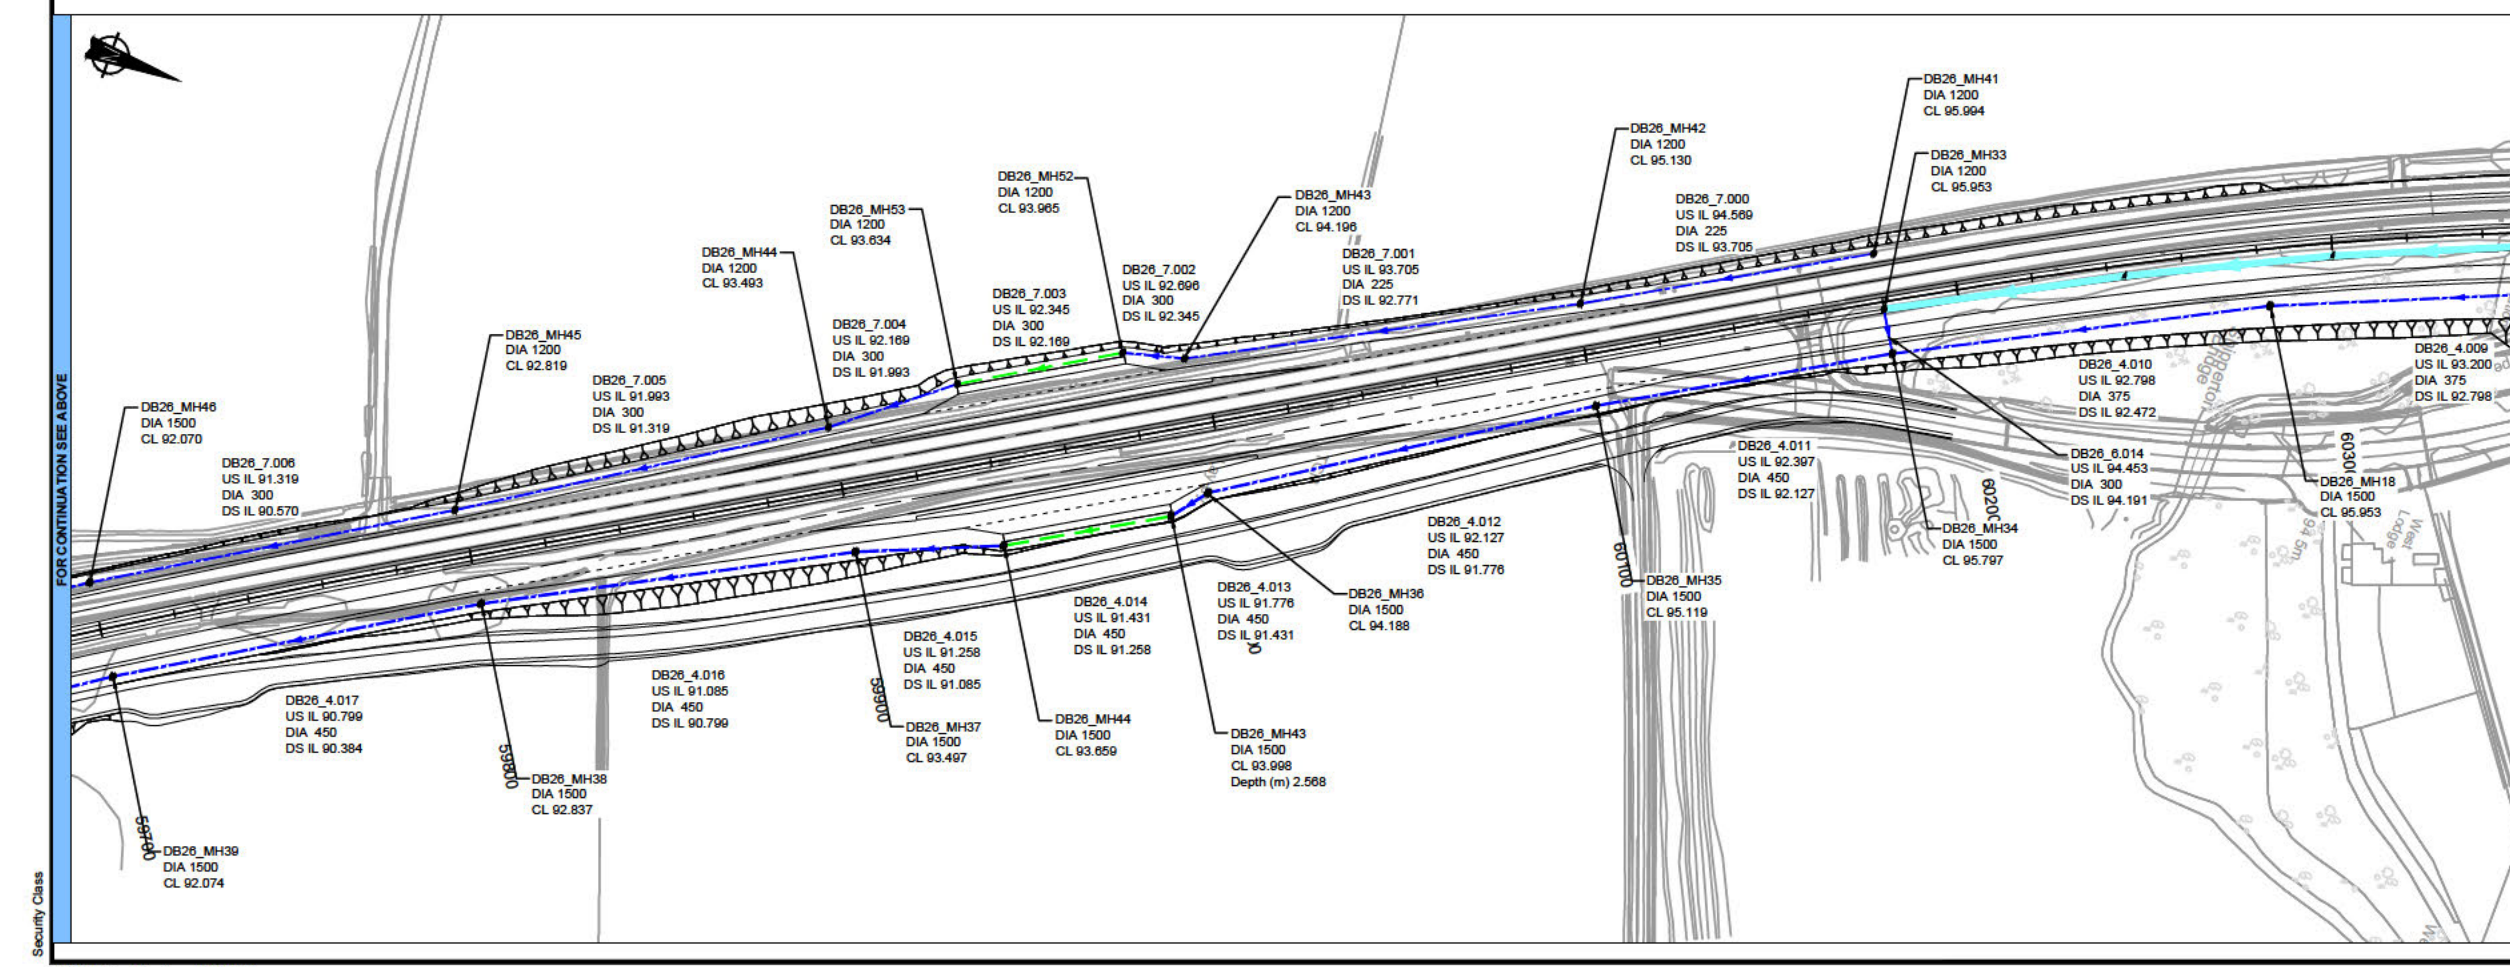 DB26_MH41
DIA 1200
CL 95.994
DB26_MH42
DIA 1200
CL 95.130
DB26_MH33
DIA 1200
CL 95.953
DB26_MH52
DIA 1200
CL 93.965
DB26_MH43
DIA 1200
CL 94.196
DB26_7.000
US IL 94.569
DIA 225
DS IL 93.705
DB26_MH53
DIA 1200
CL 93.634
DB26_MH44
DIA 1200
CL 93.493
DB26_7.001
US IL 93.705
DIA 225
DS IL 92.771
DB26_7.002
US IL 92.696
DIA 300
DS IL 92.345
DB26_7.003
US IL 92.345
DIA 300
DS IL 92.169
DB26_7.004
US IL 92.169
DIA 300
DS IL 91.993
DB26_MH45
DIA 1200
CL 92.819
DB26_7.005
US IL 91.993
DIA 300
DS IL 91.319
DB26_MH46
DIA 1500
CL 92.070
DB26_7.006
US IL 91.319
DIA 300
DS IL 90.570
FOR CONTINUATION SEE ABOVE
DB26_4.009
US IL 93.200
DIA 375
DS IL 92.798
DB26_4.010
US IL 92.798
DIA 375
DS IL 92.472
DB26_4.011
US IL 92.397
DIA 450
DS IL 92.127
DB26_6.014
US IL 94.453
DIA 300
DS IL 94.191
DB26_MH18
DIA 1500
CL 95.953
DB26_MH34
DIA 1500
CL 95.797
DB26_4.012
US IL 92.127
DIA 450
DS IL 91.776
DB26_MH35
DIA 1500
CL 95.119
DB26_4.013
US IL 91.776
DIA 450
DS IL 91.431
DB26_MH36
DIA 1500
CL 94.188
DB26_4.014
US IL 91.431
DIA 450
DS IL 91.258
DB26_4.015
US IL 91.258
DIA 450
DS IL 91.085
DB26_4.016
US IL 91.085
DIA 450
DS IL 90.799
DB26_4.017
US IL 90.799
DIA 450
DS IL 90.384
DB26_MH44
DIA 1500
CL 93.659
DB26_MH37
DIA 1500
CL 93.497
DB26_MH43
DIA 1500
CL 93.998
Depth (m) 2.568
DB26_MH38
DIA 1500
CL 92.837
DB26_MH39
DIA 1500
CL 92.074
59700
59800
59900
60100
60200
60300
West
Lodge
94.5m
Security Class